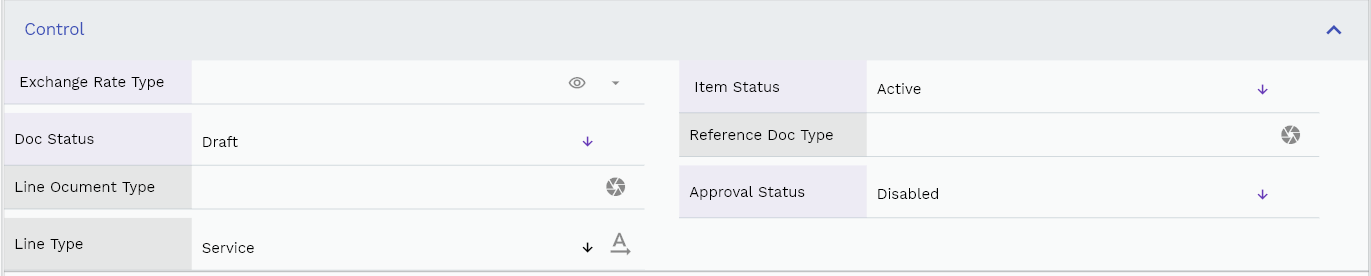 Control
Exchange Rate Type
Doc Status Draft
Line Ocument Type
Line Type Service
A
Item Status Active
Reference Doc Type
Approval Status Disabled